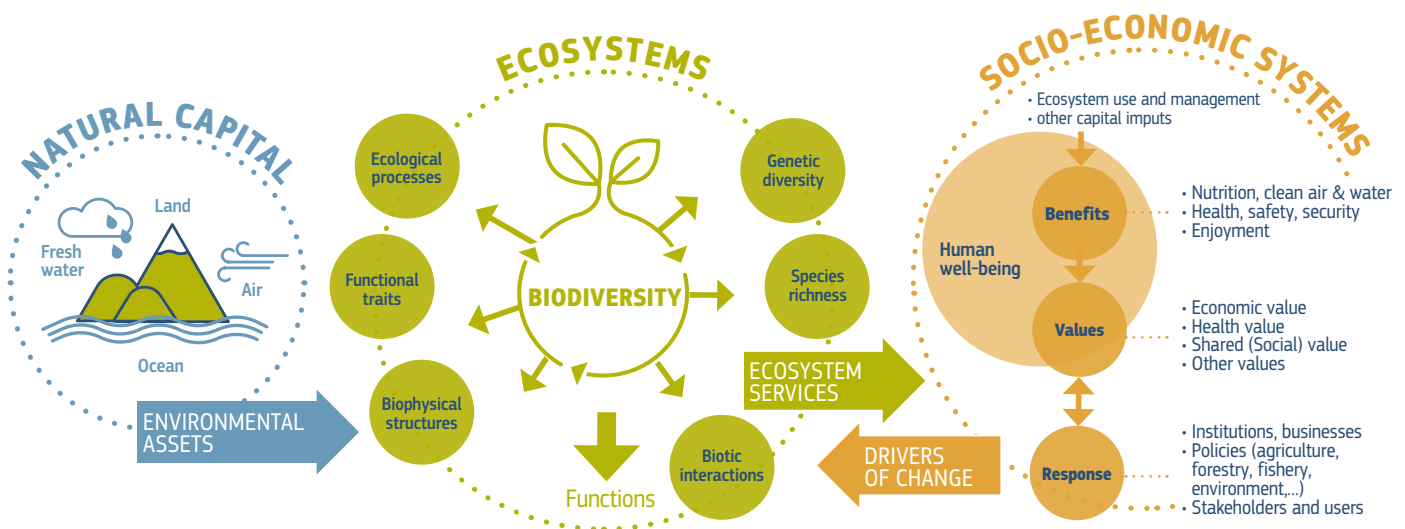 NATURAL CAPITAL
Land
Fresh
water
Air
Ocean
ENVIRONMENTAL
ASSETS
ECOSYSTEMS
Ecological
processes
Functional
traits
Biophysical
structures
BIODIVERSITY
Genetic
diversity
Species
richness
Biotic
interactions
Functions
ECOSYSTEM
SERVICES
DRIVERS
OF CHANGE
SOCIO-ECONOMIC SYSTEMS
• Ecosystem use and management
• other capital imputs
Human
well-being
Benefits
• Nutrition, clean air & water
• Health, safety, security
• Enjoyment
Values
• Economic value
• Health value
• Shared (Social) value
• Other values
Response
• Institutions, businesses
• Policies (agriculture,
forestry, fishery,
environment,...)
• Stakeholders and users